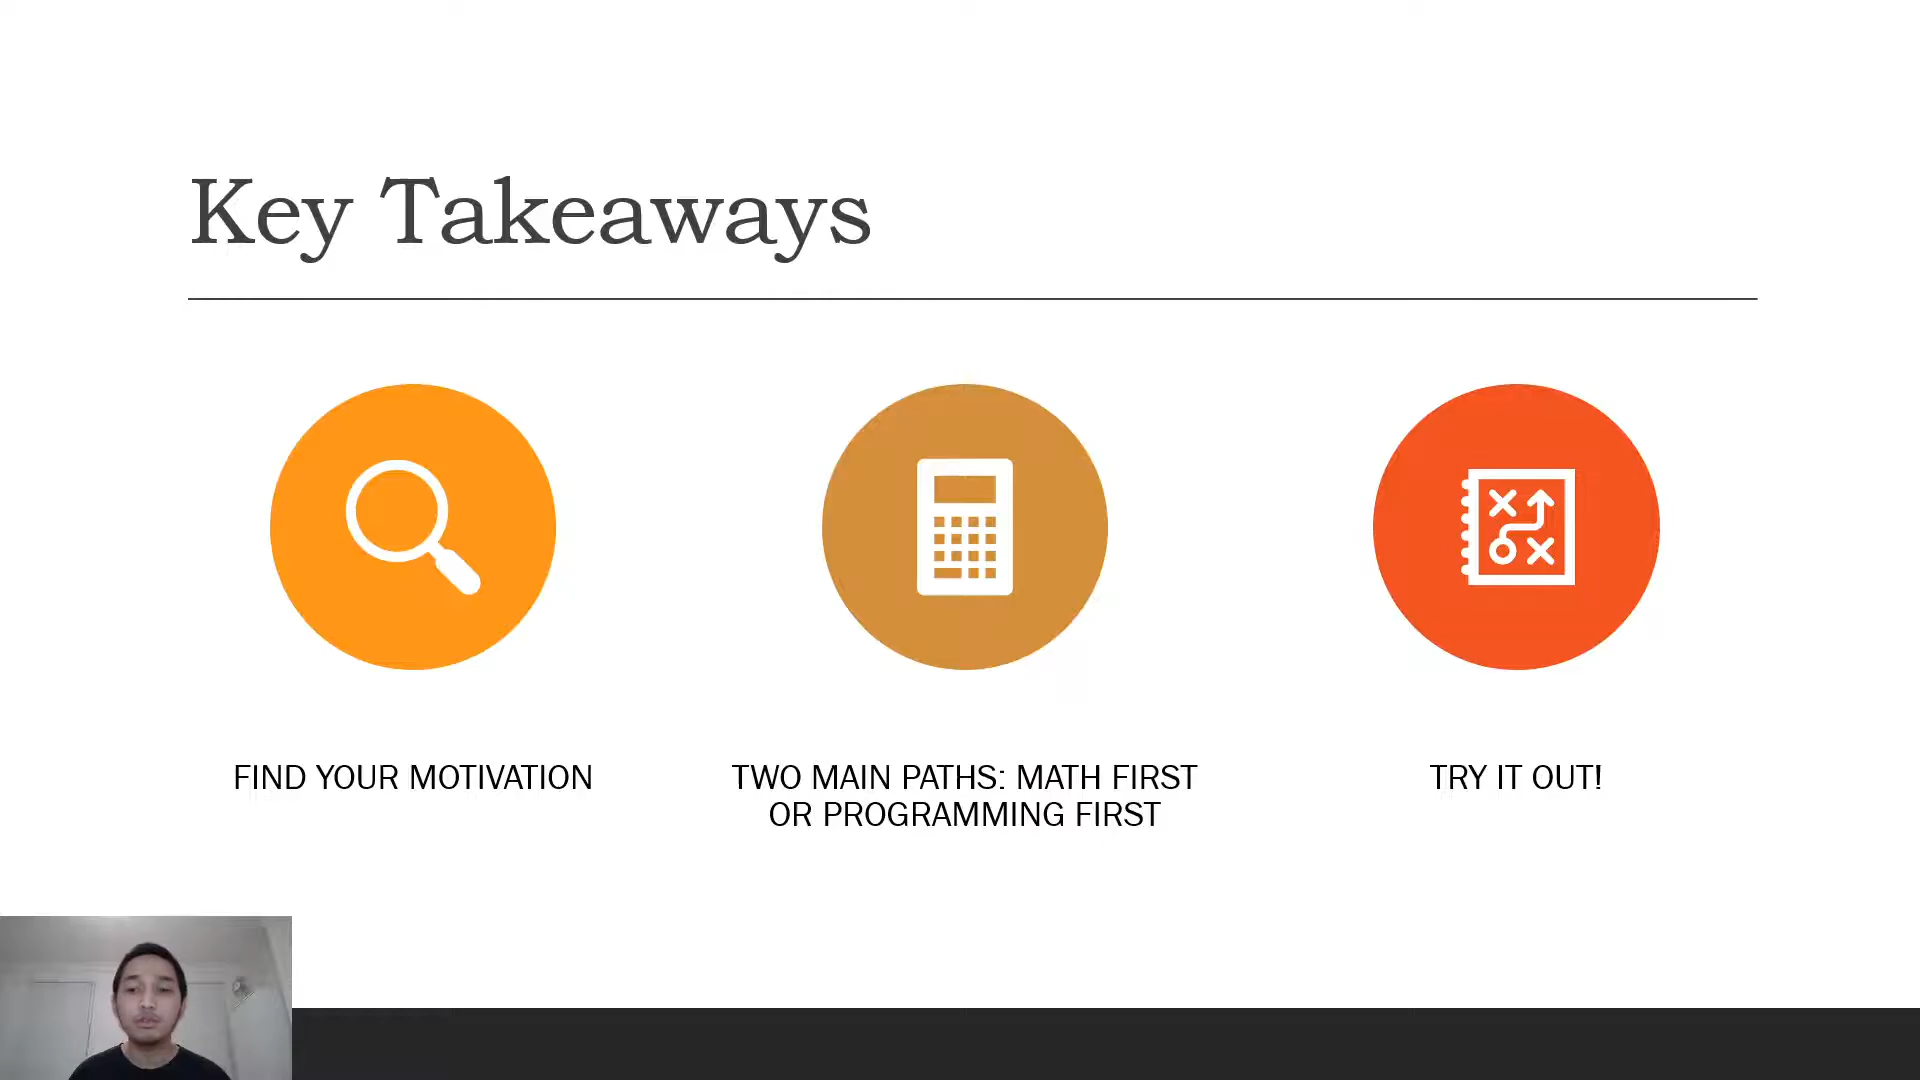 Key Takeaways
FIND YOUR MOTIVATION
TWO MAIN PATHS: MATH FIRST
OR PROGRAMMING FIRST
TRY IT OUT!